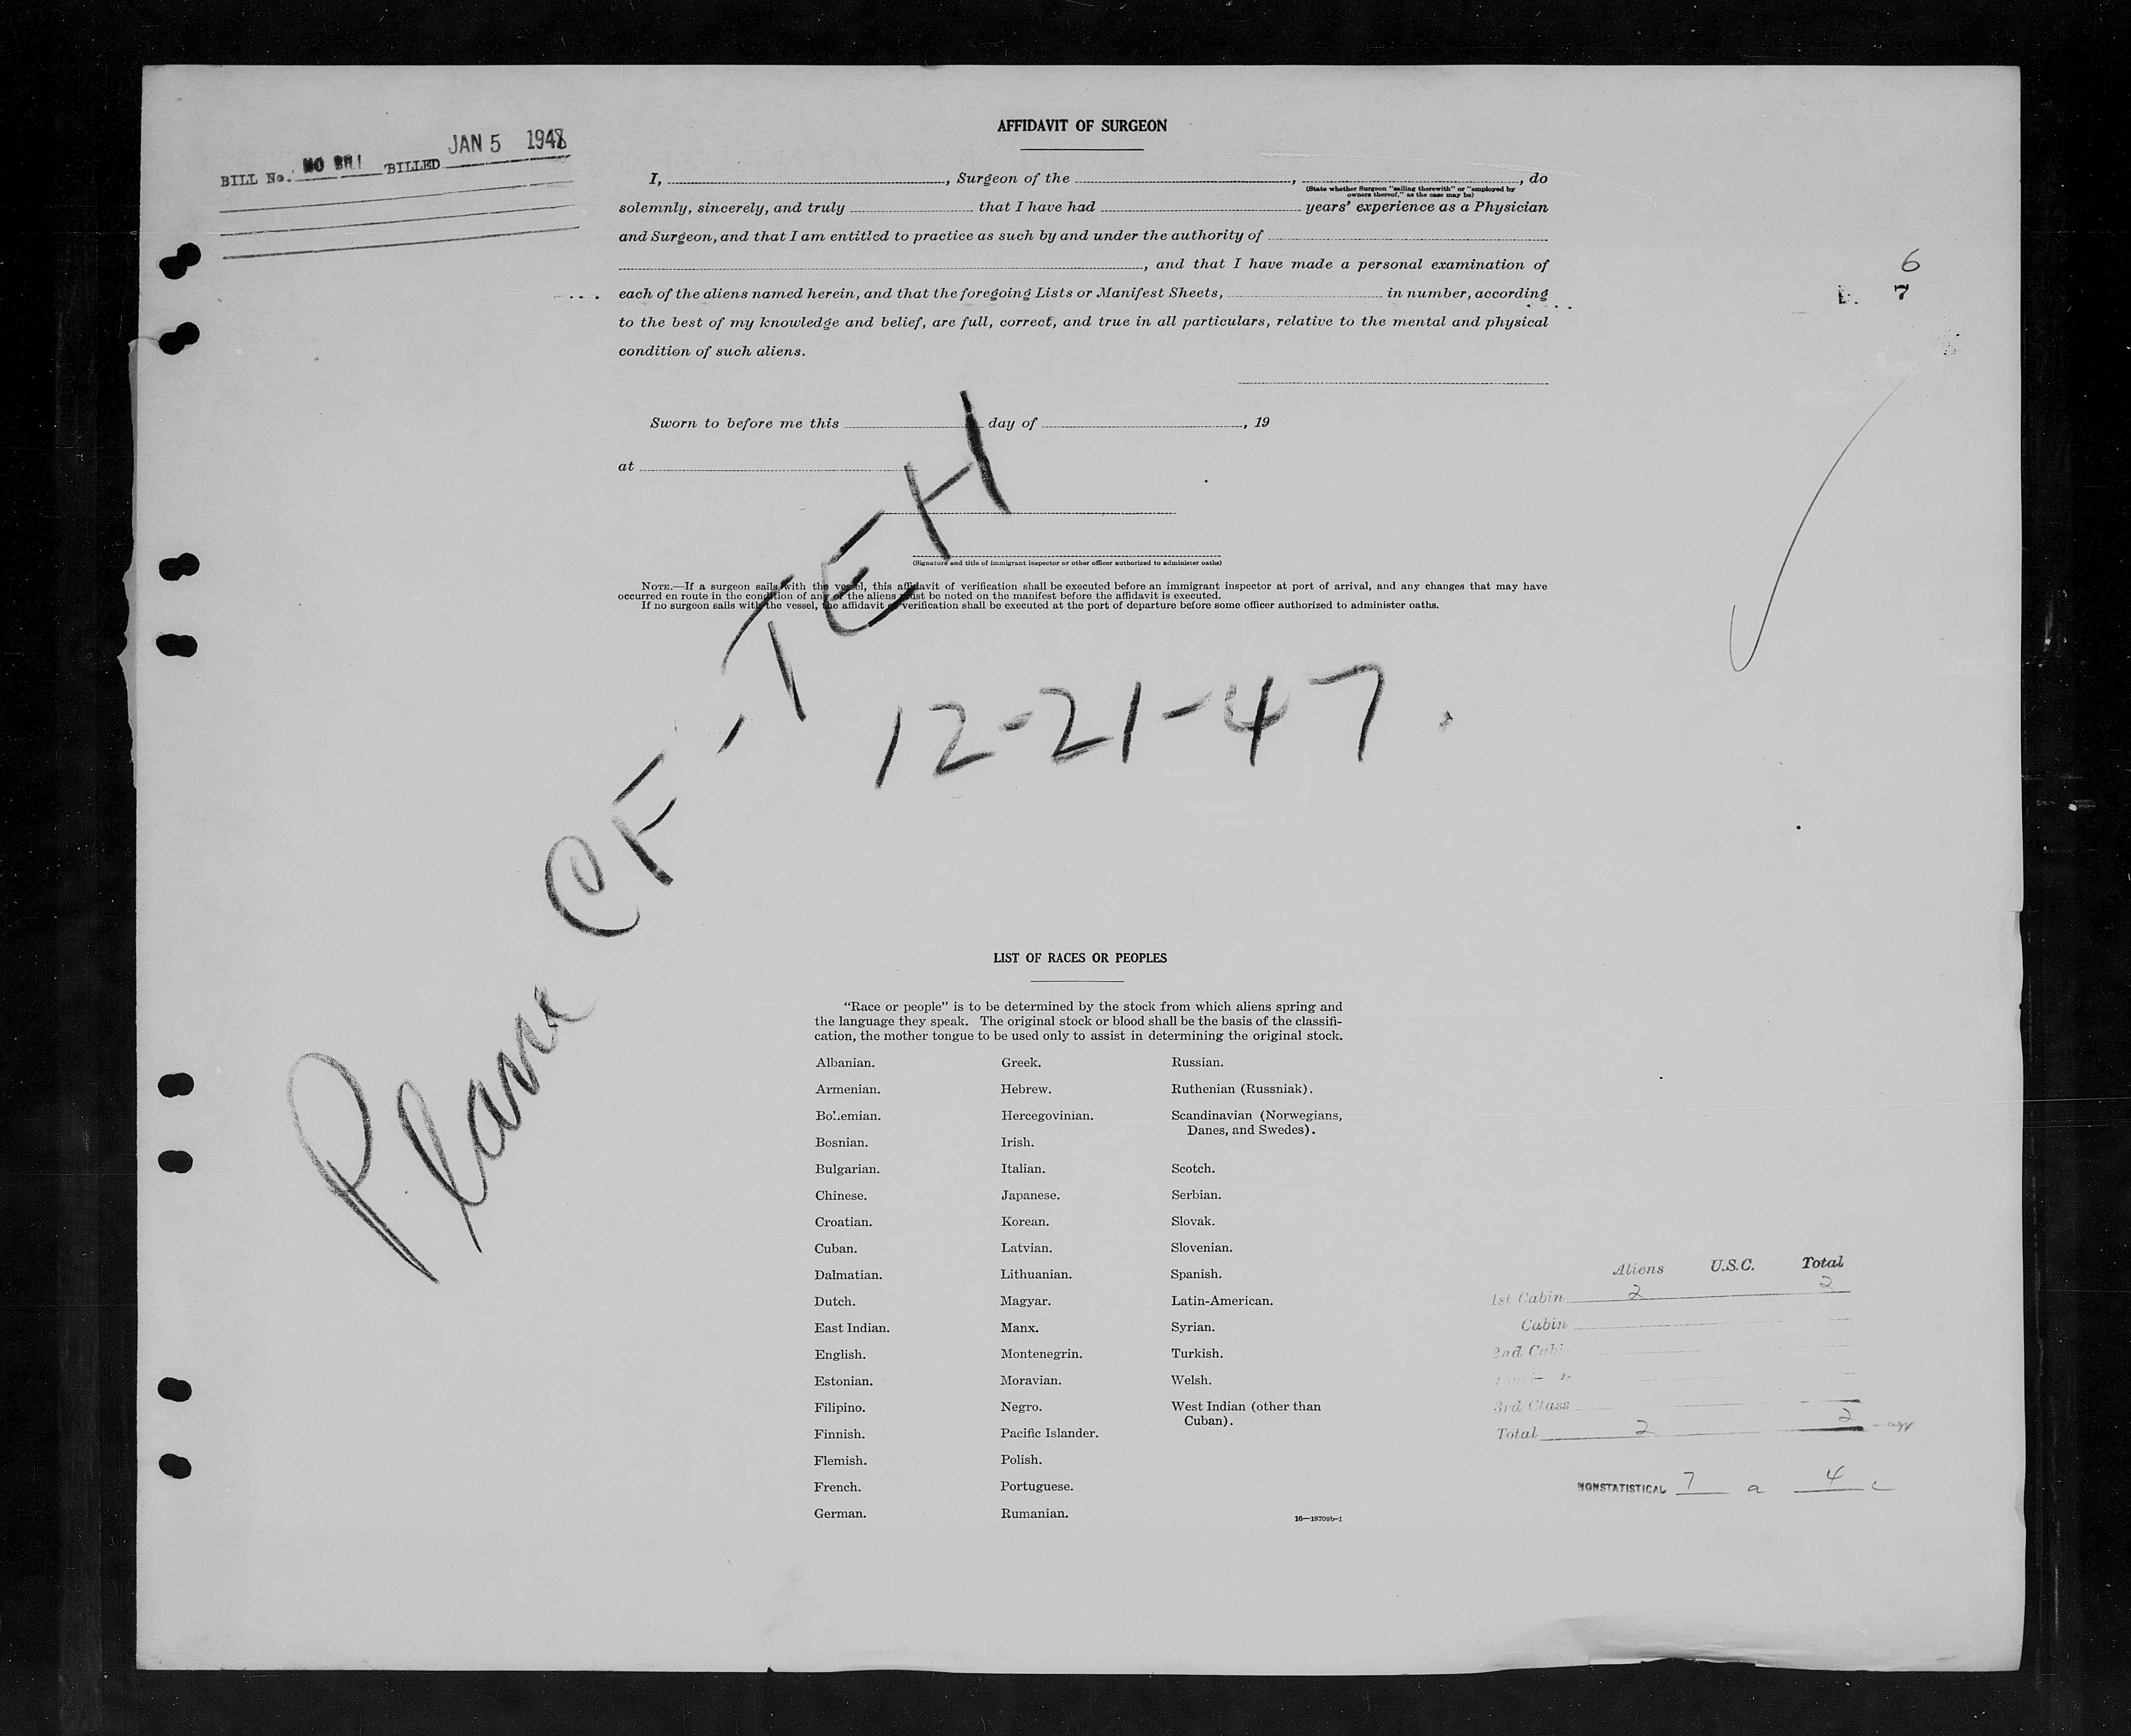 JAN 5 1948
BILL No. NO BILL BILLED
AFFIDAVIT OF SURGEON
I, , Surgeon of the , , do
(State whether Surgeon "sailing therewith" or "employed by
owners thereof," as the case may be)
solemnly, sincerely, and truly that I have had years' experience as a Physician
and Surgeon, and that I am entitled to practice as such by and under the authority of
, and that I have made a personal examination of
each of the aliens named herein, and that the foregoing Lists or Manifest Sheets, in number, according
to the best of my knowledge and belief, are full, correct, and true in all particulars, relative to the mental and physical
condition of such aliens.
6
7
Sworn to before me this day of , 19
at
(Signature and title of immigrant inspector or other officer authorized to administer oaths)
NOTE.—If a surgeon sails with the vessel, this affidavit of verification shall be executed before an immigrant inspector at port of arrival, and any changes that may have
occurred en route in the condition of any of the aliens must be noted on the manifest before the affidavit is executed.
If no surgeon sails with the vessel, the affidavit of verification shall be executed at the port of departure before some officer authorized to administer oaths.
Plane CF-TEH
12-21-47
LIST OF RACES OR PEOPLES
"Race or people" is to be determined by the stock from which aliens spring and
the language they speak. The original stock or blood shall be the basis of the classifi-
cation, the mother tongue to be used only to assist in determining the original stock.
Albanian.
Armenian.
Bohemian.
Bosnian.
Bulgarian.
Chinese.
Croatian.
Cuban.
Dalmatian.
Dutch.
East Indian.
English.
Estonian.
Filipino.
Finnish.
Flemish.
French.
German.
Greek.
Hebrew.
Hercegovinian.
Irish.
Italian.
Japanese.
Korean.
Latvian.
Lithuanian.
Magyar.
Manx.
Montenegrin.
Moravian.
Negro.
Pacific Islander.
Polish.
Portuguese.
Rumanian.
Russian.
Ruthenian (Russniak).
Scandinavian (Norwegians,
Danes, and Swedes).
Scotch.
Serbian.
Slovak.
Slovenian.
Spanish.
Latin-American.
Syrian.
Turkish.
Welsh.
West Indian (other than
Cuban).
16—18709b-1
Aliens U.S.C. Total
1st Cabin 2 2
Cabin
2nd Cabi
3rd Class
Total 2 2
NONSTATISTICAL 7 a 4 c